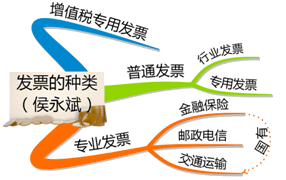 增值税专用发票
发票的种类
（侯永斌）
普通发票
行业发票
专用发票
专业发票
金融保险
邮政电信
交通运输
国有